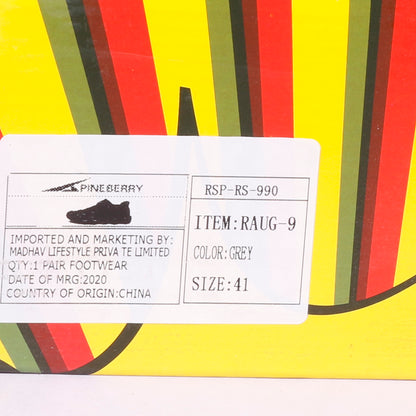 PINEBERRY
IMPORTED AND MARKETING BY:
MADHAV LIFESTYLE PRIVA TE LIMITED
QTY:1 PAIR FOOTWEAR
DATE OF MRG:2020
COUNTRY OF ORIGIN:CHINA
RSP-RS-990
ITEM:RAUG-9
COLOR:GREY
SIZE:41